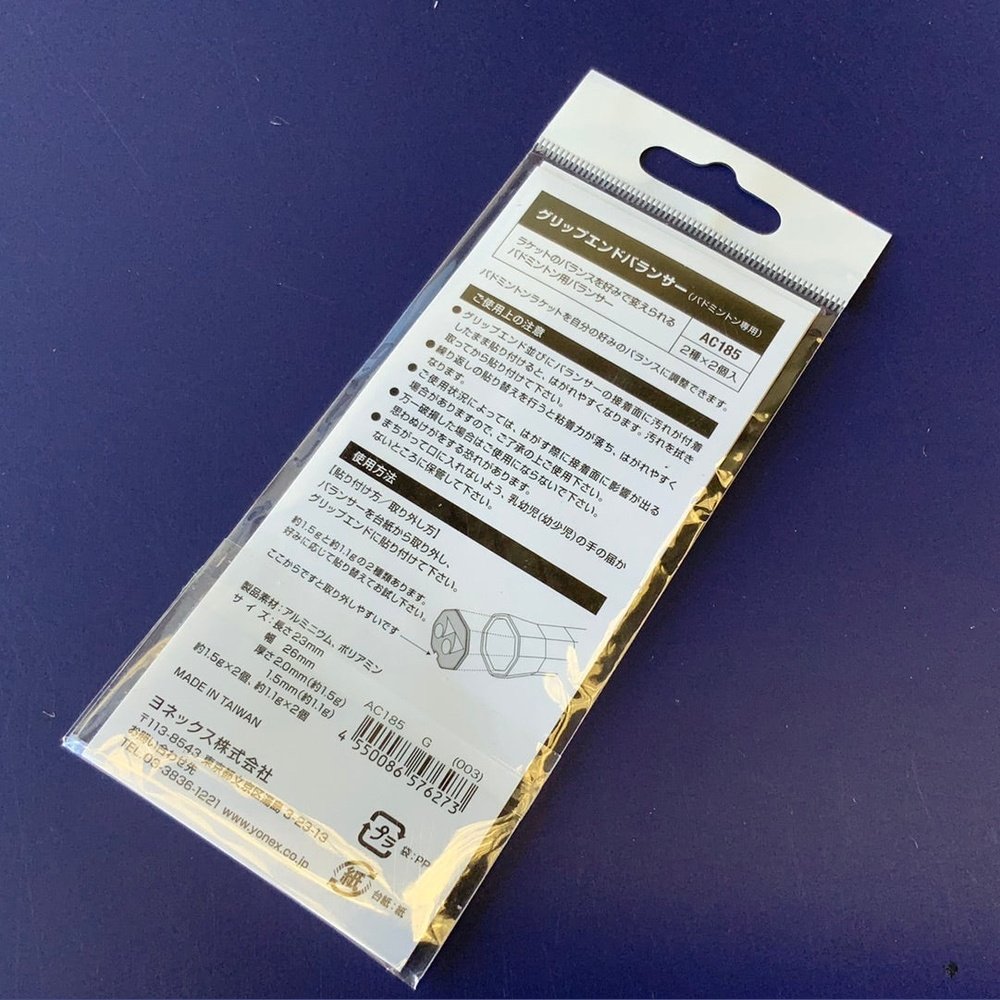 グリップエンドバランサー(バドミントン専用)
ラケットのバランスを好みで変えられる
バドミントン用バランサー
AC185
2種×2個入
バドミントンラケットを自分の好みのバランスに調整できます。
ご使用上の注意
●グリップエンド並びにバランサーの接着面に汚れが付着
したまま貼り付けると、はがれやすくなります。汚れを拭き
取ってから貼り付けて下さい。
●繰り返しの貼り替えを行うと粘着力が落ち、はがれやすく
なります。
●ご使用状況によっては、はがす際に接着面に影響が出る
場合がありますので、ご了承の上ご使用下さい。
●万一破損した場合はご使用にならないで下さい。
思わぬけがをする恐れがあります。
●まちがって口に入れないよう、乳幼児(幼少児)の手の届か
ないところに保管して下さい。
使用方法
[貼り付け方/取り外し方]
バランサーを台紙から取り外し、
グリップエンドに貼り付けて下さい。
約1.5gと約1.1gの2種類あります。
好みに応じて貼り替えてお試し下さい。
ここからですと取り外しやすいです
製品素材:アルミニウム、ポリアミン
サイズ:長さ23mm
幅 26mm
厚さ2.0mm(約1.5g)
1.5mm(約1.1g)
約1.5g×2個、約1.1g×2個
MADE IN TAIWAN
AC185 G (003)
4 550086 576273
ヨネックス株式会社
〒113-8543 東京都文京区湯島 3-23-13
お問い合わせ先
TEL.03-3836-1221 www.yonex.co.jp
プラ
袋:PP
紙
台紙:紙